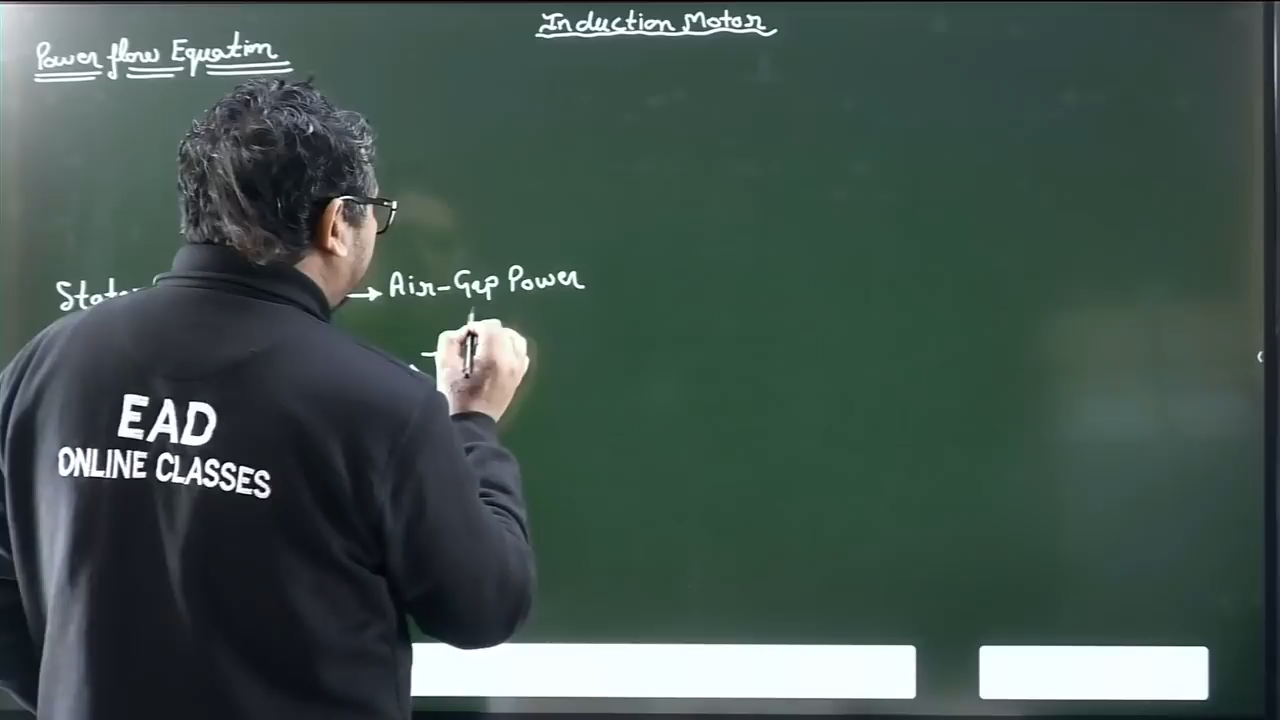 Induction Motor
Power flow Equation
→ Air-Gap Power
EAD
ONLINE CLASSES